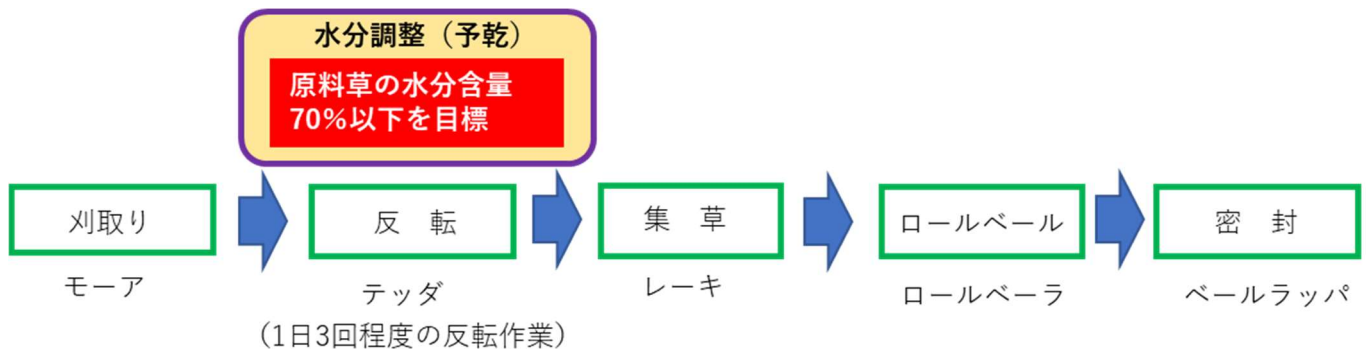 水分調整（予乾）
原料草の水分含量
70%以下を目標
刈取り
反　転
集　草
ロールベール
密　封
モーア
テッダ
レーキ
ロールベーラ
ベールラッパ
（1日3回程度の反転作業）